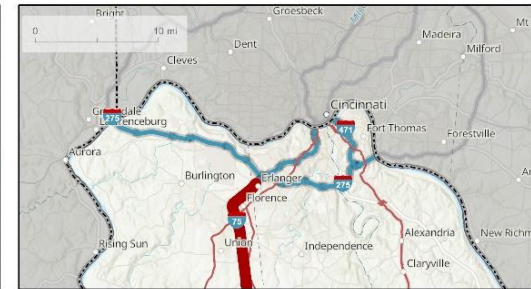 Groesbeck
Bright
Mt
0 10 mi
Dent
Madeira
Milford
Cleves
Cincinnati
Greendale
275
Lawrenceburg
471
Fort Thomas
Forestville
Aurora
Burlington
Erlanger
275
Florence
75
Alexandria
Rising Sun
Union
Independence
New Richm
Claryville